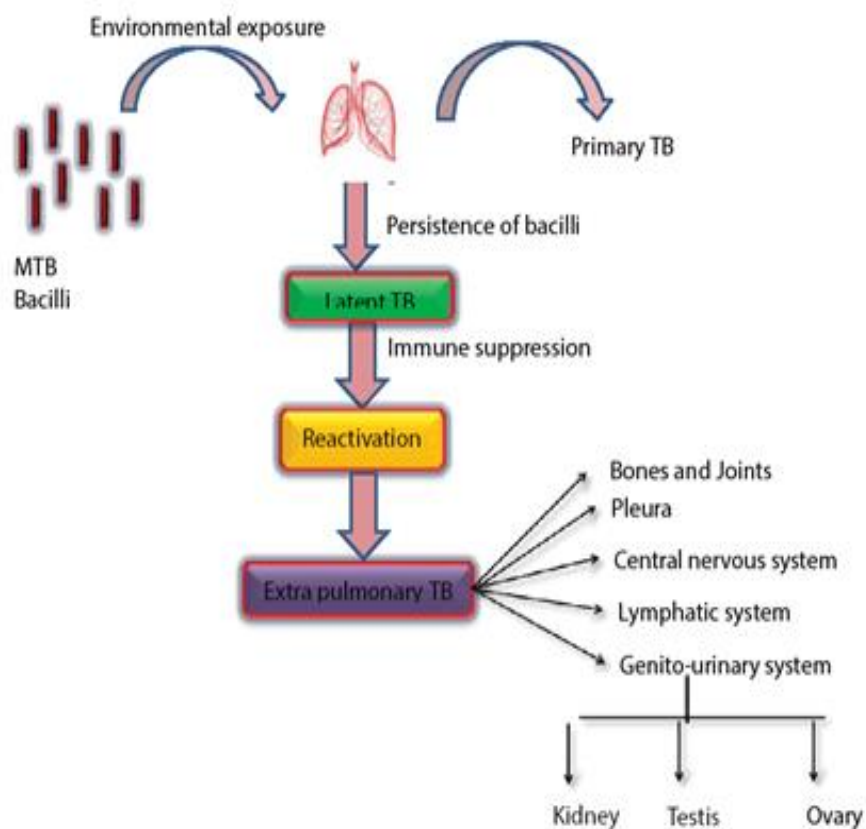 Environmental exposure
Primary TB
MTB
Bacilli
Persistence of bacilli
Latent TB
Immune suppression
Reactivation
Extra pulmonary TB
Bones and Joints
Pleura
Central nervous system
Lymphatic system
Genito-urinary system
Kidney
Testis
Ovary